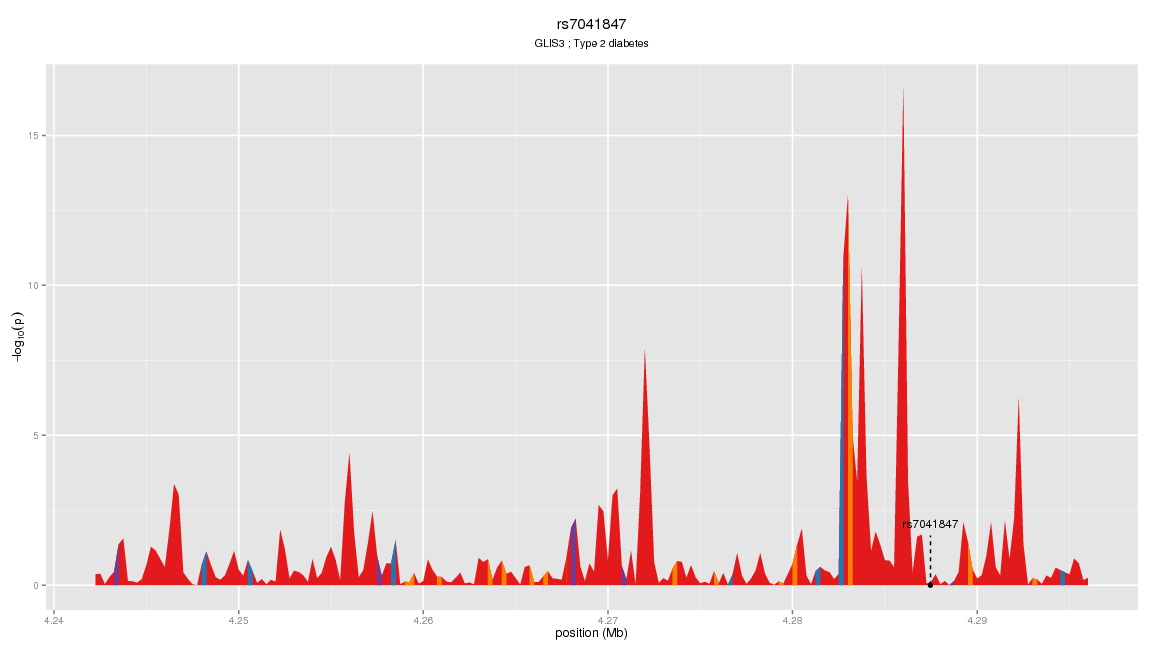 rs7041847
GLIS3 ; Type 2 diabetes
15
10
5
0
−log10(p)
rs7041847
4.24 4.25 4.26 4.27 4.28 4.29
position (Mb)